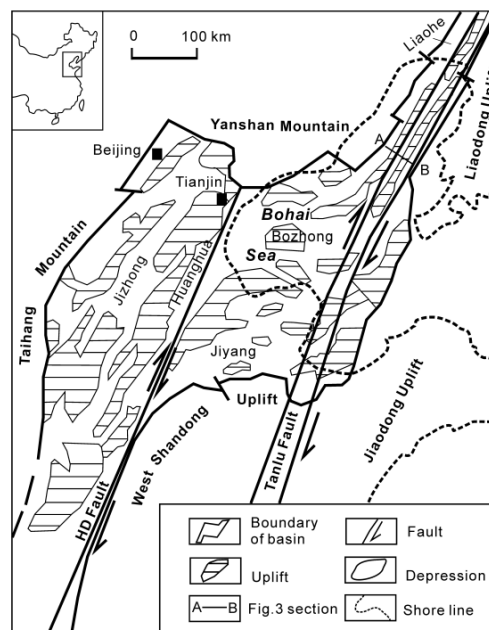 0 100 km
Liaohe
Liaodong Uplift
Yanshan Mountain
A
B
Beijing
Tianjin
Bohai
Bozhong
Sea
Mountain
Jizhong
Huanghua
Taihang
Jiyang
Uplift
West Shandong
HD Fault
Tanlu Fault
Jiaodong Uplift
Boundary
of basin
Fault
Uplift
Depression
A B Fig.3 section
Shore line